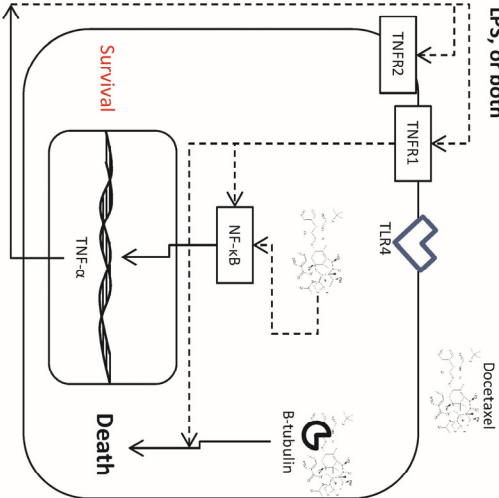 LPS, or both
TNFR2
TNFR1
TLR4
Docetaxel
Survival
NF-κB
TNF-α
B-tubulin
Death